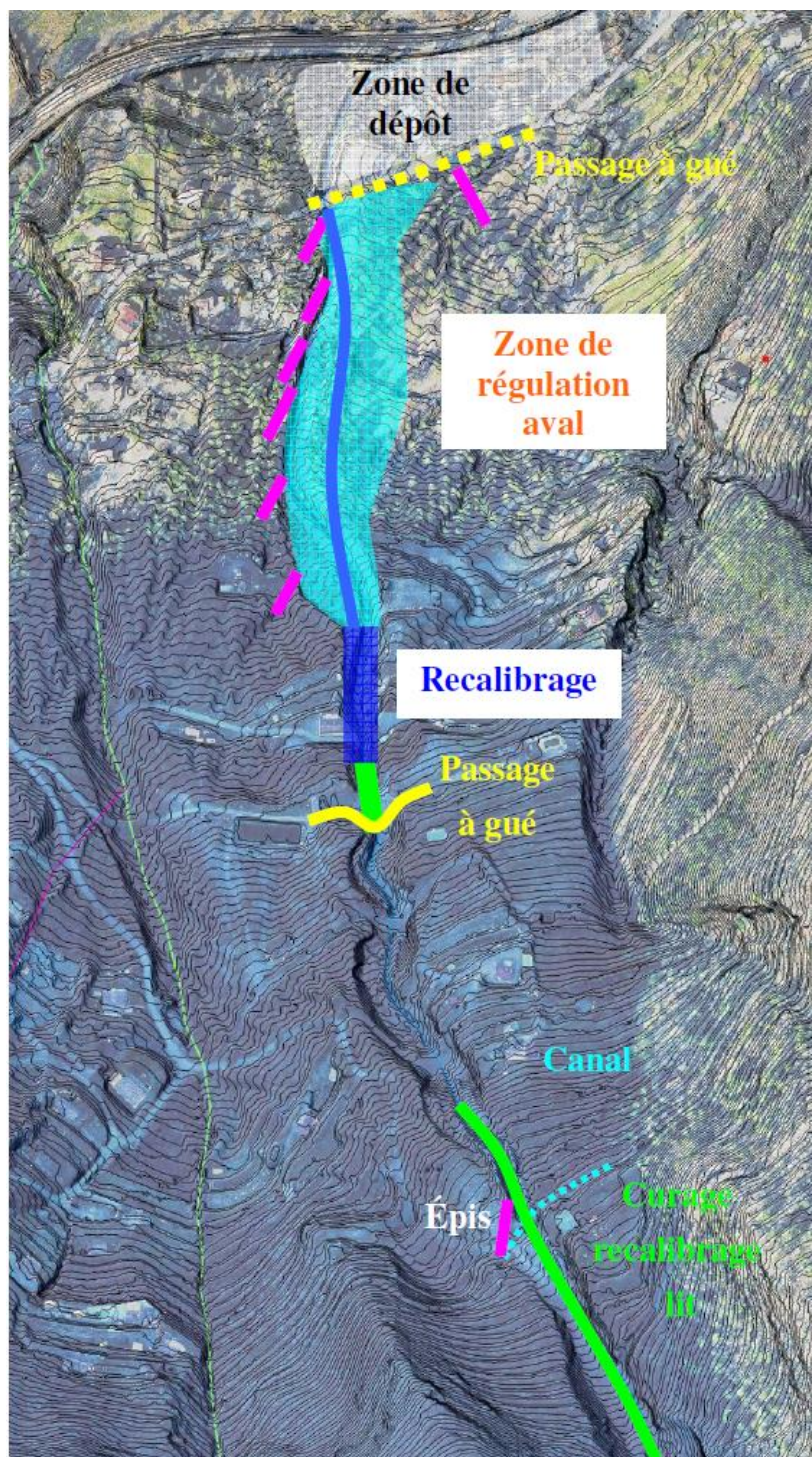 Zone de
dépôt
Passage à gué
Zone de
régulation
aval
Recalibrage
Passage
à gué
Canal
Épis
Curage
recalibrage
lit